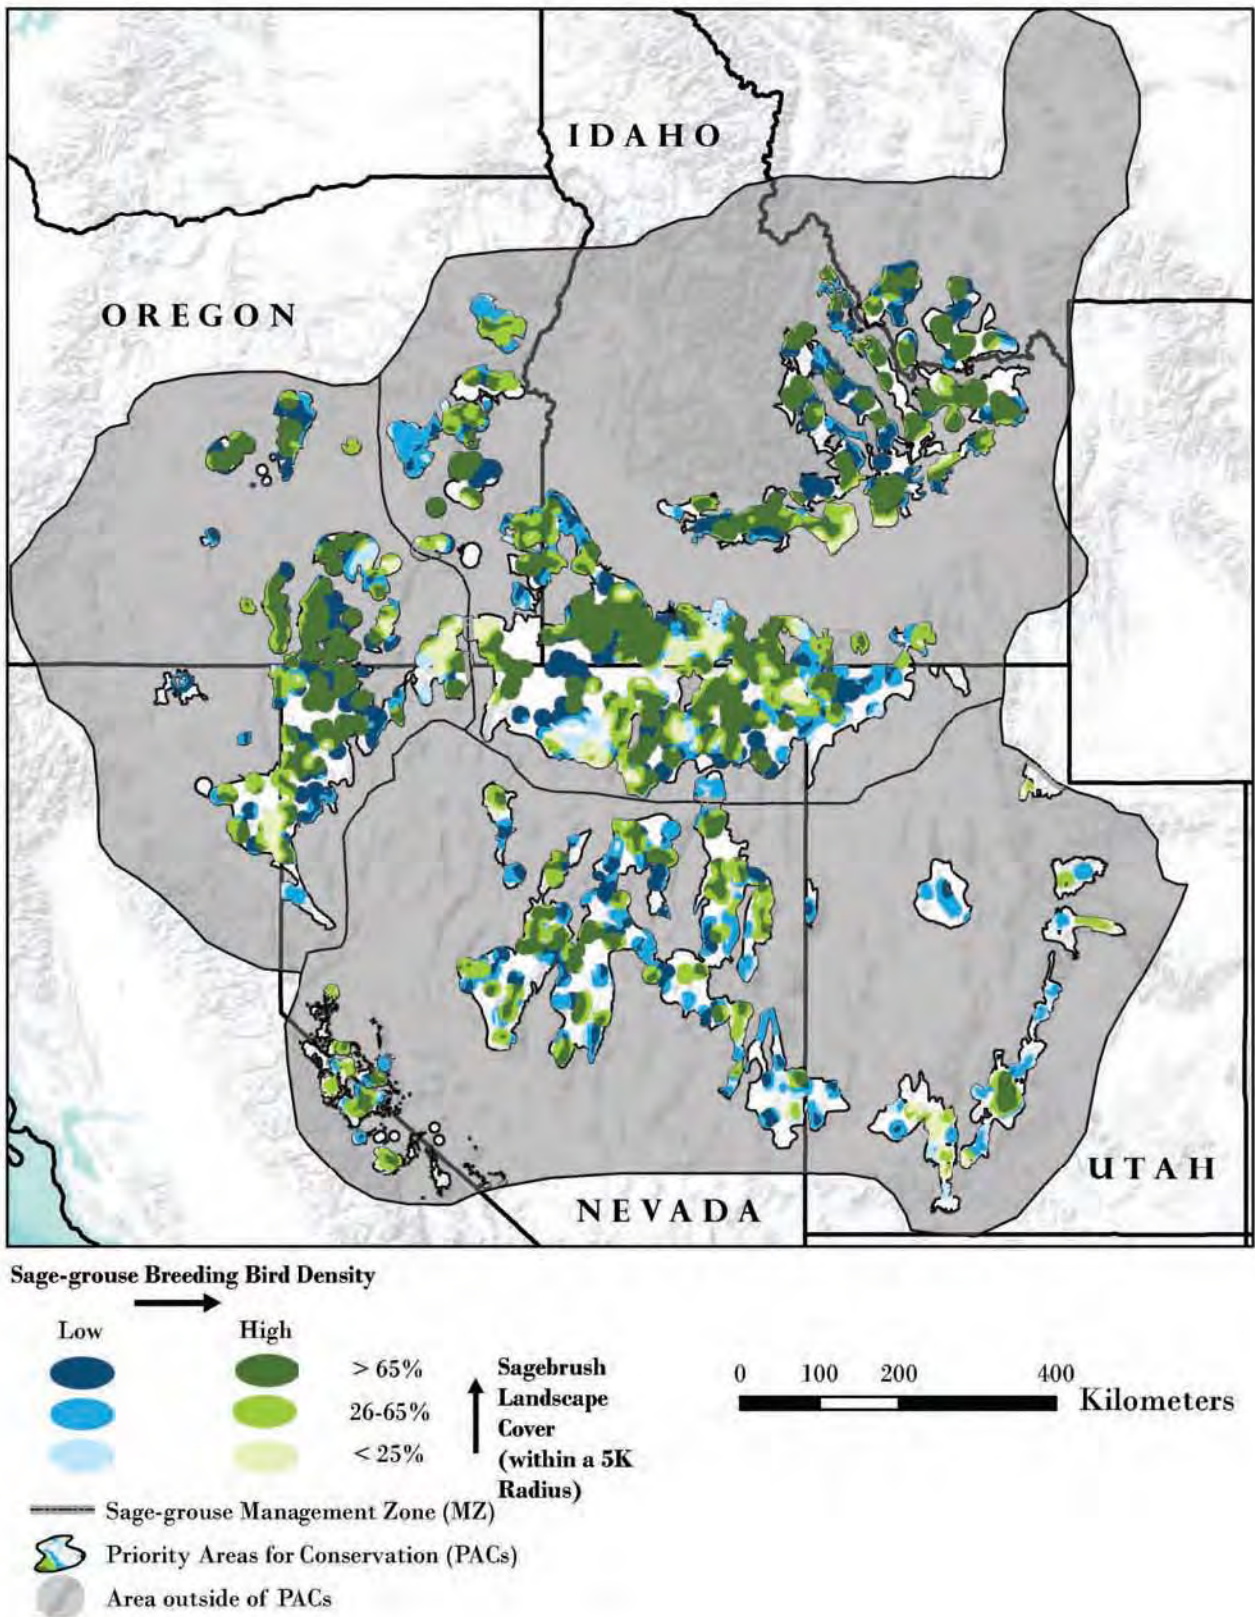 IDAHO
OREGON
UTAH
NEVADA
Sage-grouse Breeding Bird Density
Low High
> 65%
26-65%
< 25%
Sagebrush
Landscape
Cover
(within a 5K
Radius)
0 100 200 400
Kilometers
Sage-grouse Management Zone (MZ)
Priority Areas for Conservation (PACs)
Area outside of PACs